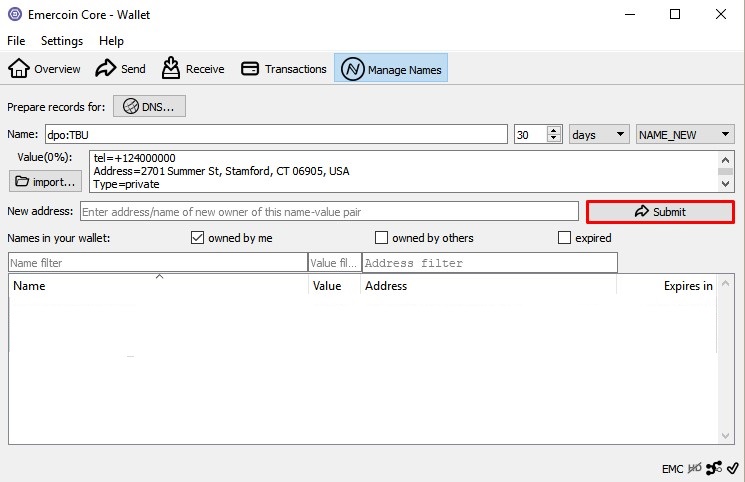 Emercoin Core - Wallet
File Settings Help
Overview Send Receive Transactions Manage Names
Prepare records for: DNS...
Name: dpo:TBU 30 days NAME_NEW
Value(0%): tel=+124000000
Address=2701 Summer St, Stamford, CT 06905, USA
import... Type=private
New address: Enter address/name of new owner of this name-value pair Submit
Names in your wallet: owned by me owned by others expired
Name filter Value fil... Address filter
Name Value Address Expires in
EMC HD